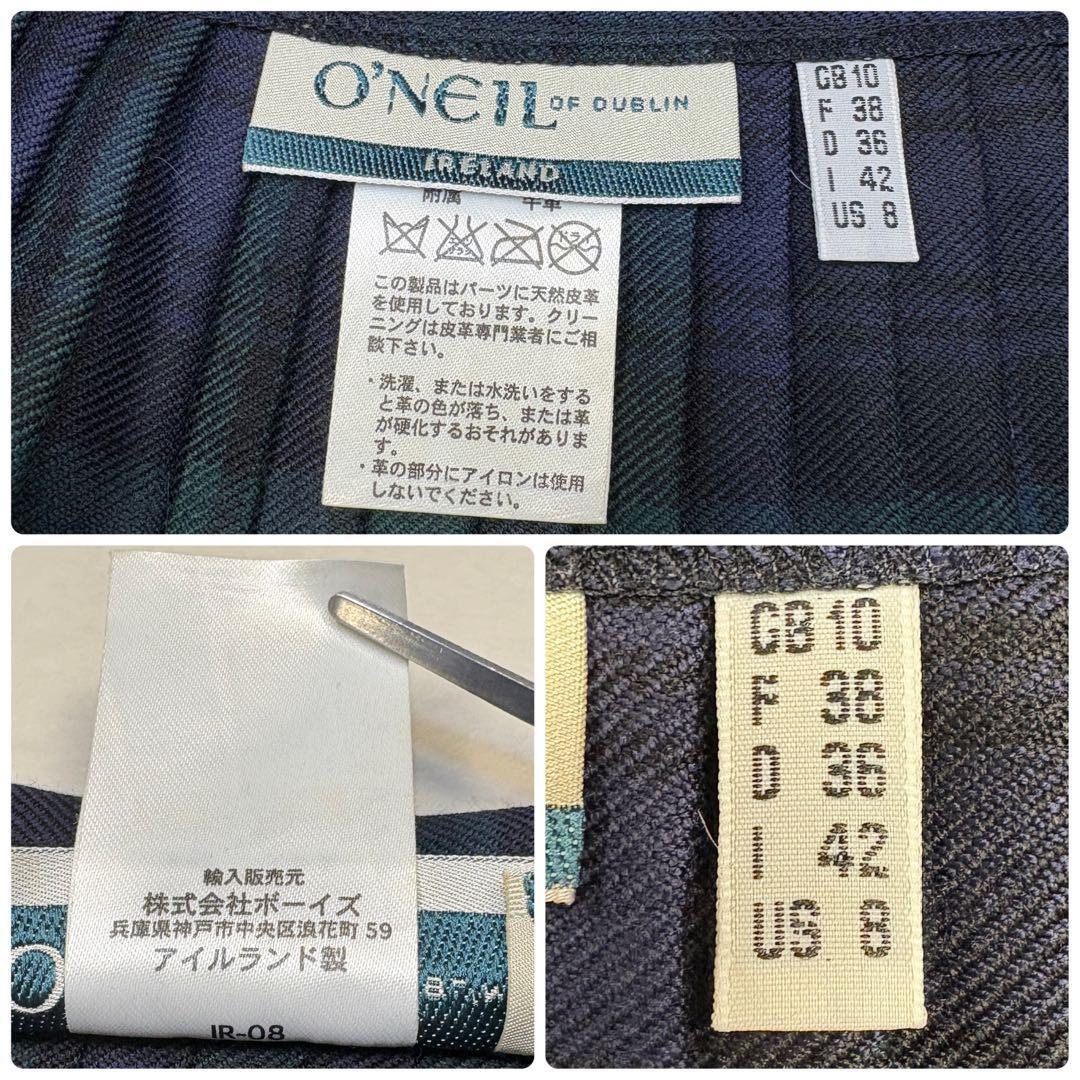 O'NEIL OF DUBLIN
IRELAND
附属 牛革
ドライ
この製品はパーツに天然皮革
を使用しております。クリー
ニングは皮革専門業者にご相
談下さい。
・洗濯、または水洗いをする
と革の色が落ち、または革
が硬化するおそれがありま
す。
・革の部分にアイロンは使用
しないでください。
GB 10
F 38
D 36
I 42
US 8
輸入販売元
株式会社ボーイズ
兵庫県神戸市中央区浪花町 59
アイルランド製
IR-08
GB 10
F 38
D 36
I 42
US 8